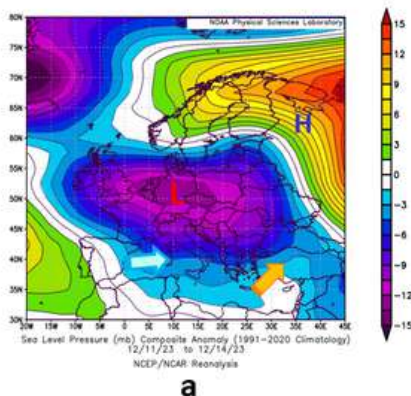 NOAA Physical Sciences Laboratory
80N
75N
70N
65N
60N
55N
50N
45N
40N
35N
30N
H
L
20W 15W 10W 5W 0 5E 10E 15E 20E 25E 30E 35E 40E 45E
15
12
9
6
3
0
-3
-6
-9
-12
-15
Sea Level Pressure (mb) Composite Anomaly (1991-2020 Climatology)
12/11/23 to 12/14/23
NCEP/NCAR Reanalysis
a